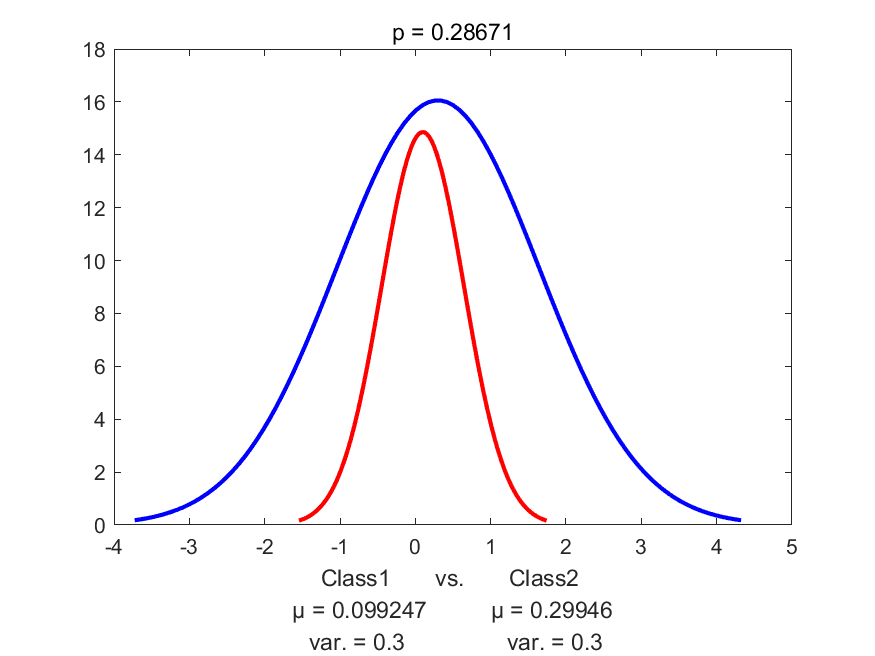 p = 0.28671
18
16
14
12
10
8
6
4
2
0
-4 -3 -2 -1 0 1 2 3 4 5
Class1 vs. Class2
μ = 0.099247 μ = 0.29946
var. = 0.3 var. = 0.3